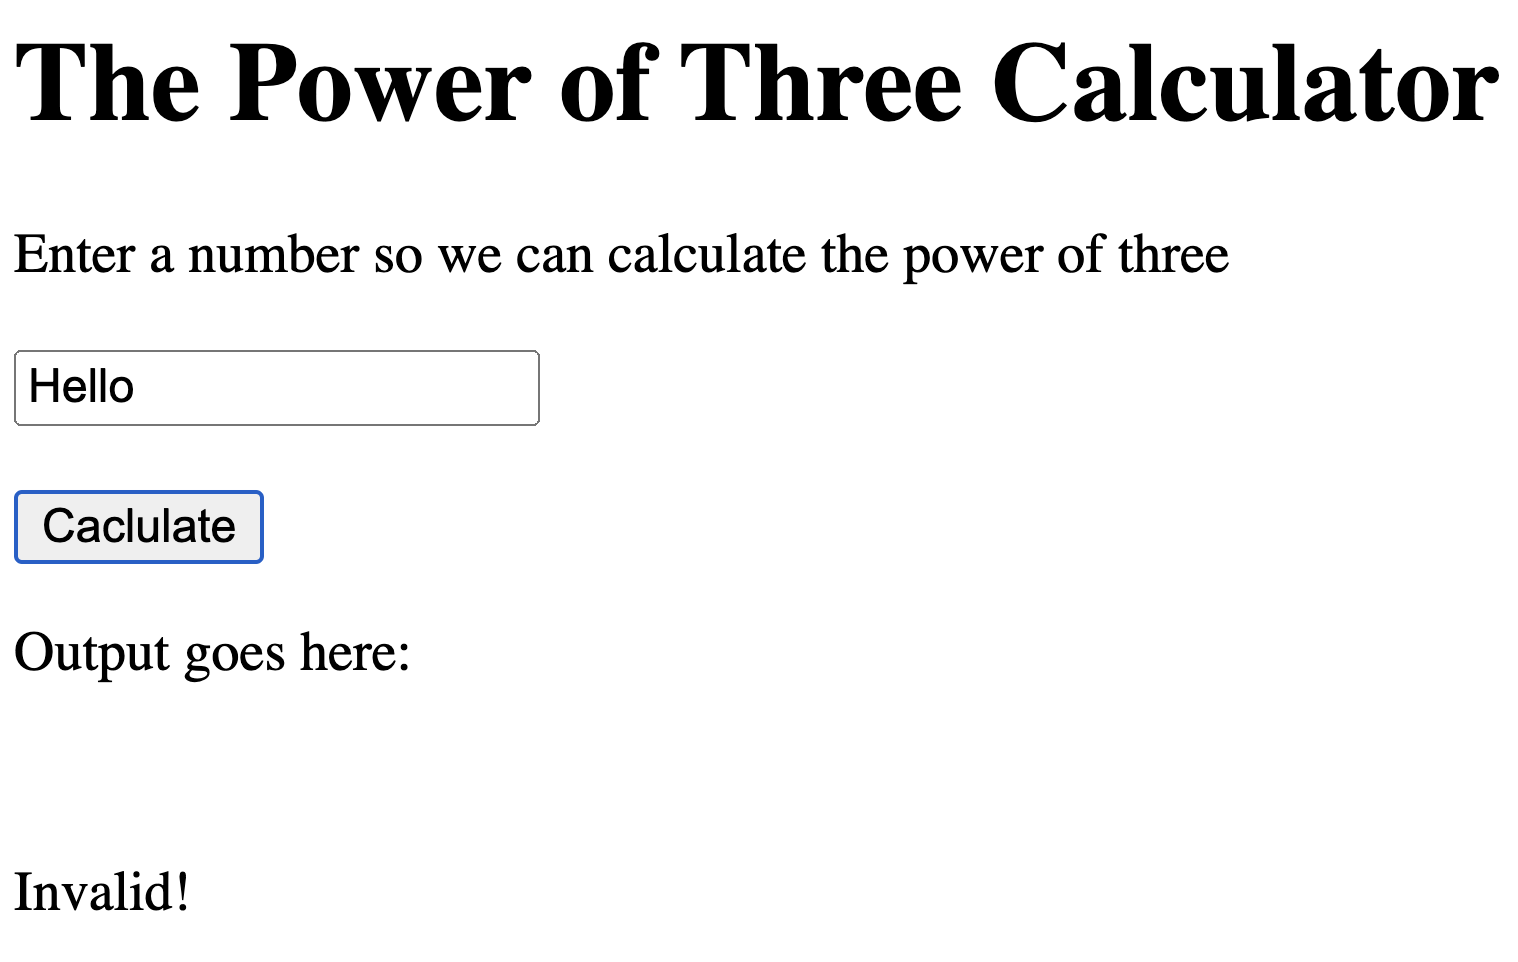 The Power of Three Calculator
Enter a number so we can calculate the power of three
Hello
Caclulate
Output goes here:
Invalid!